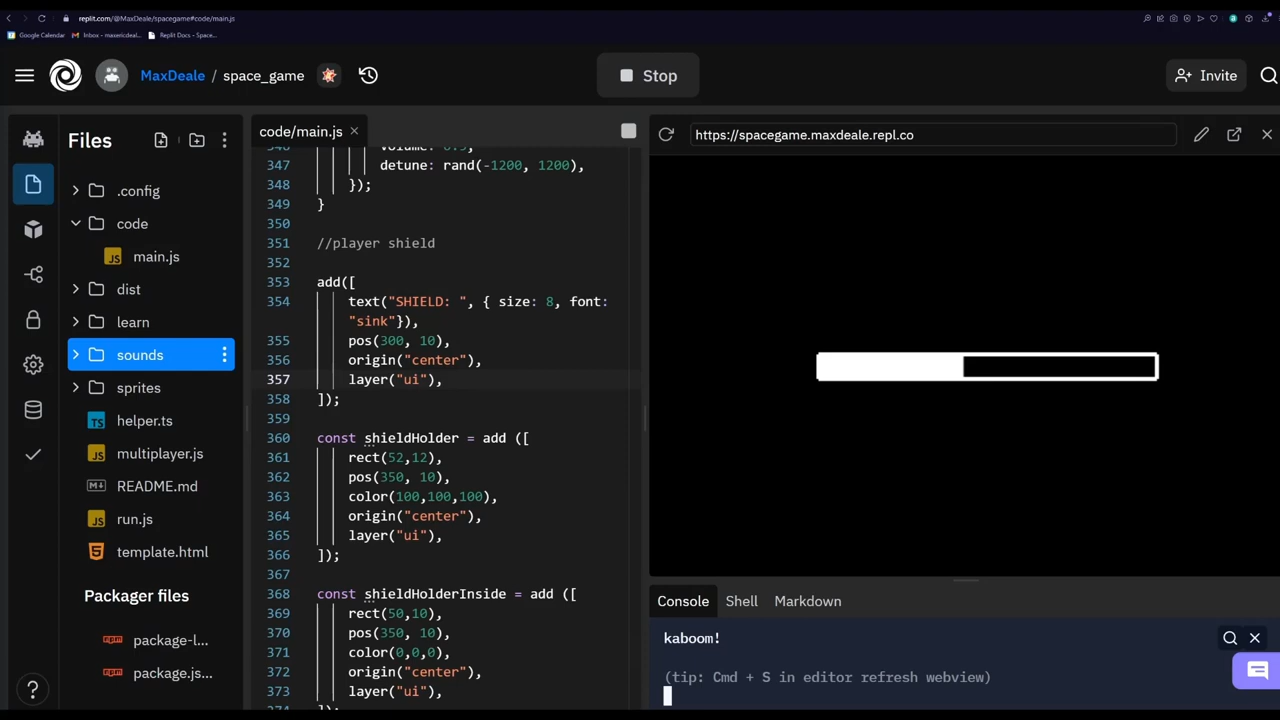 replit.com/@MaxDeale/spacegame#code/main.js
Google Calendar
Inbox - maxericdeal...
Replit Docs - Space...
MaxDeale / space_game
Stop
Invite
Files
.config
code
main.js
dist
learn
sounds
sprites
helper.ts
multiplayer.js
README.md
run.js
template.html
Packager files
package-l...
package.js...
code/main.js
347 detune: rand(-1200, 1200),
348 });
349 }
350
351 //player shield
352
353 add([
354 text("SHIELD: ", { size: 8, font:
"sink"}),
355 pos(300, 10),
356 origin("center"),
357 layer("ui"),
358 ]);
359
360 const shieldHolder = add ([
361 rect(52,12),
362 pos(350, 10),
363 color(100,100,100),
364 origin("center"),
365 layer("ui"),
366 ]);
367
368 const shieldHolderInside = add ([
369 rect(50,10),
370 pos(350, 10),
371 color(0,0,0),
372 origin("center"),
373 layer("ui"),
https://spacegame.maxdeale.repl.co
Console
Shell
Markdown
kaboom!
(tip: Cmd + S in editor refresh webview)